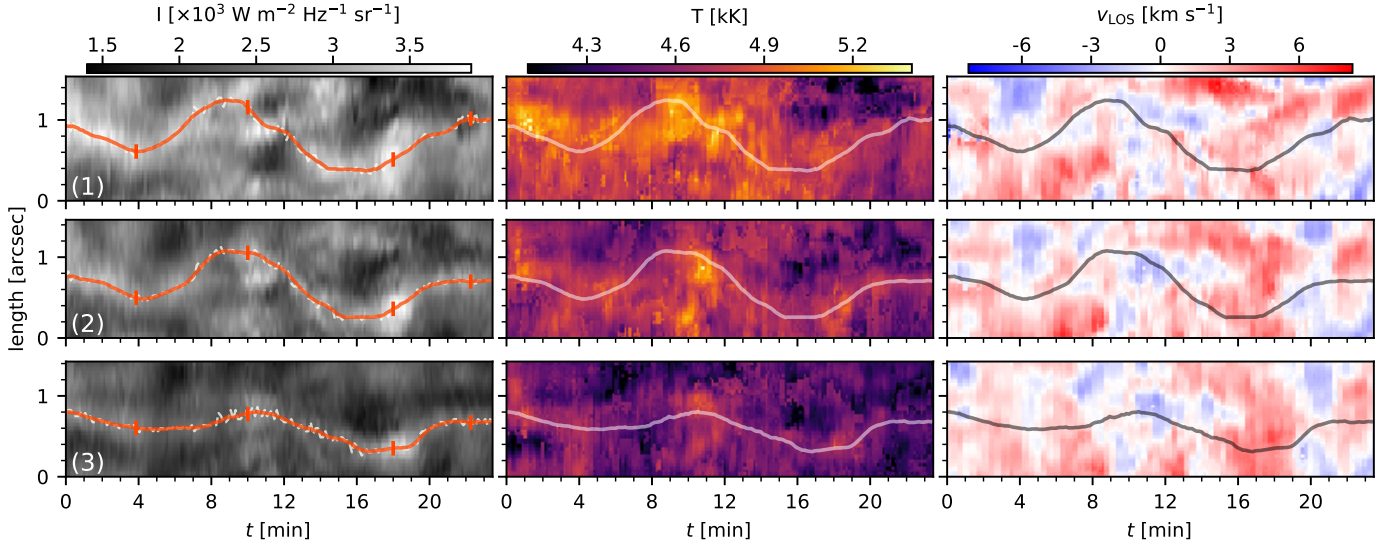 I [×10³ W m⁻² Hz⁻¹ sr⁻¹] T [kK] v_LOS [km s⁻¹]
1.5 2 2.5 3 3.5 4.3 4.6 4.9 5.2 -6 -3 0 3 6
1
(1)
0
1
length [arcsec]
(2)
0
1
(3)
0
0 4 8 12 16 20 0 4 8 12 16 20 0 4 8 12 16 20
t [min] t [min] t [min]